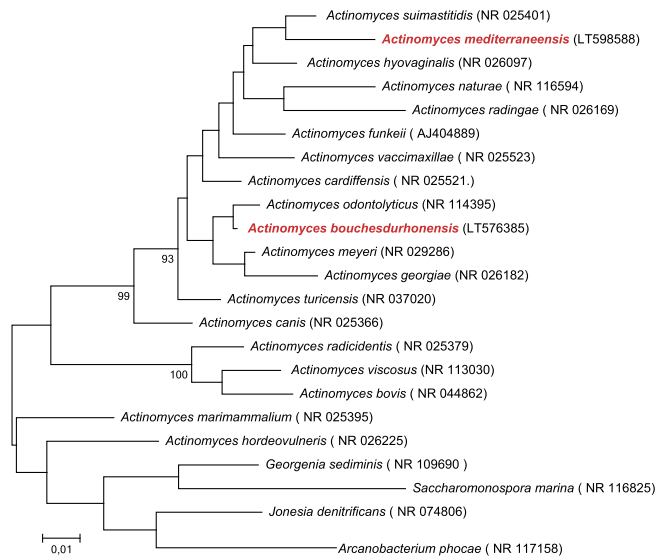 Actinomyces suimastitidis (NR 025401)
Actinomyces mediterraneensis (LT598588)
Actinomyces hyovaginalis (NR 026097)
Actinomyces naturae ( NR 116594)
Actinomyces radingae ( NR 026169)
Actinomyces funkeii ( AJ404889)
Actinomyces vaccimaxillae ( NR 025523)
Actinomyces cardiffensis ( NR 025521.)
Actinomyces odontolyticus ( NR 114395)
Actinomyces bouchesdurhonensis (LT576385)
Actinomyces meyeri ( NR 029286)
93
Actinomyces georgiae (NR 026182)
99
Actinomyces turicensis (NR 037020)
Actinomyces canis (NR 025366)
Actinomyces radicidentis ( NR 025379)
100
Actinomyces viscosus (NR 113030)
Actinomyces bovis ( NR 044862)
Actinomyces marimammalium ( NR 025395)
Actinomyces hordeovulneris ( NR 026225)
Georgenia sediminis ( NR 109690 )
Saccharomonospora marina ( NR 116825)
Jonesia denitrificans ( NR 074806)
0,01
Arcanobacterium phocae ( NR 117158)